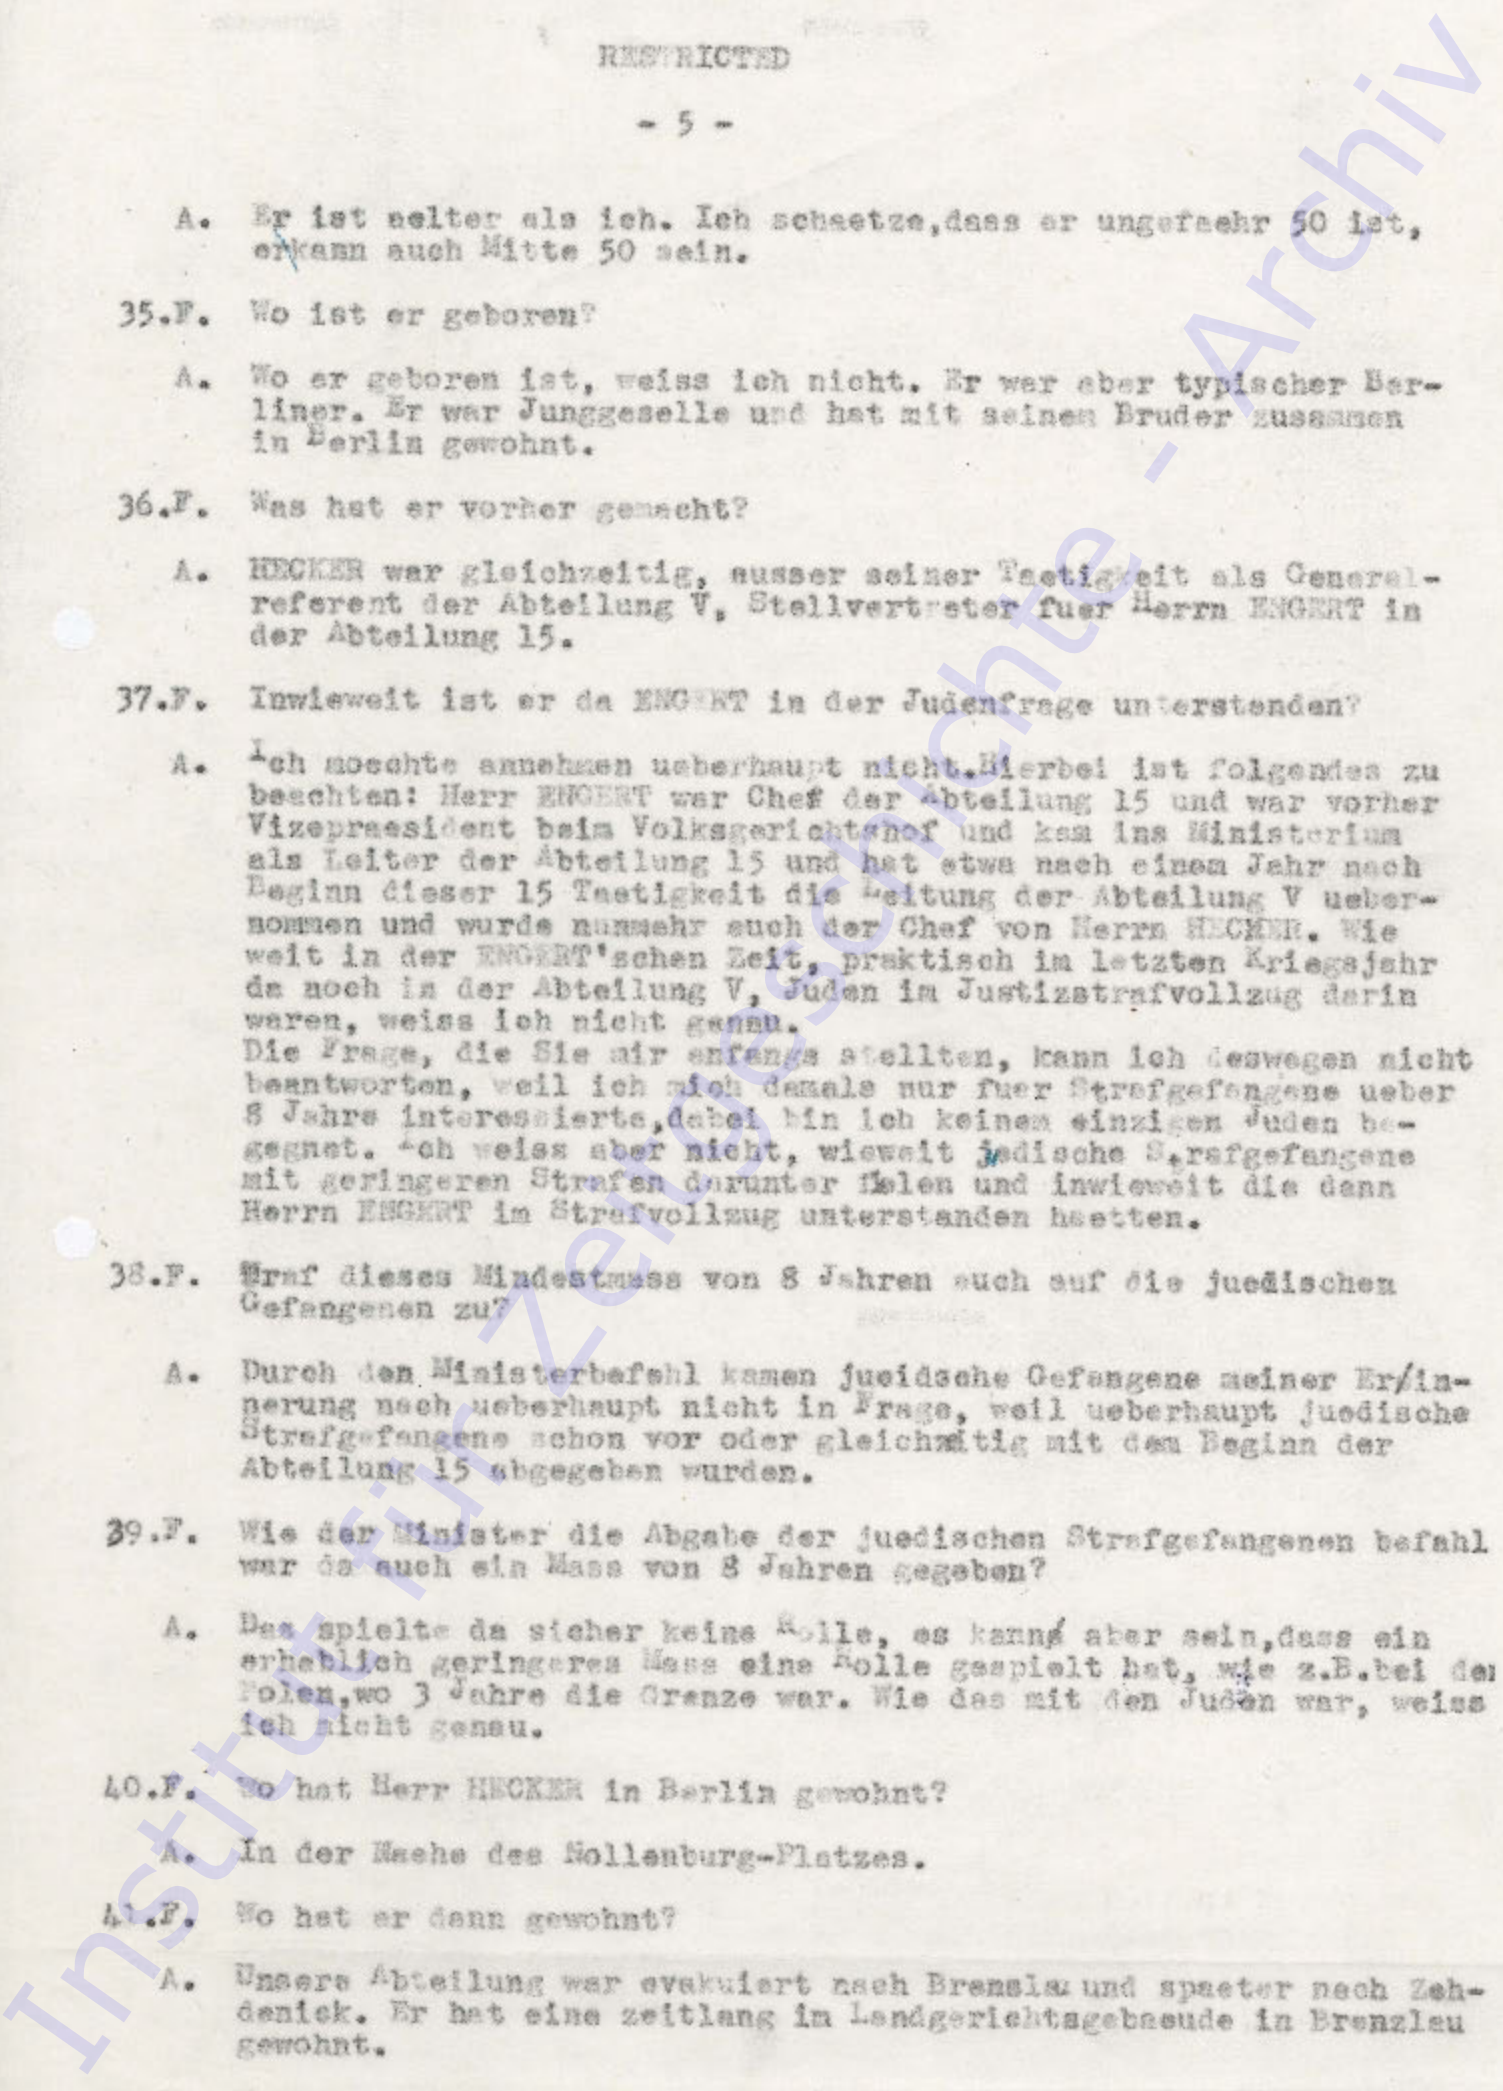 RESTRICTED
- 5 -
A. Er ist aelter als ich. Ich schaetze,dass er ungefaehr 50 ist,
er kann auch Mitte 50 sein.
35.F. Wo ist er geboren?
A. Wo er geboren ist, weiss ich nicht. Er war aber typischer Ber-
liner. Er war Junggeselle und hat mit seinem Bruder zusammen
in Berlin gewohnt.
36.F. Was hat er vorher gemacht?
A. HECKER war gleichzeitig, ausser seiner Taetigkeit als General-
referent der Abteilung V, Stellvertreter fuer Herrn ENGERT in
der Abteilung 15.
37.F. Inwieweit ist er da ENGERT in der Judenfrage unterstanden?
A. Ich moechte annehmen ueberhaupt nicht.Hierbei ist folgendes zu
beachten: Herr ENGERT war Chef der Abteilung 15 und war vorher
Vizepraesident beim Volksgerichtshof und kam ins Ministerium
als Leiter der Abteilung 15 und hat etwa nach einem Jahr nach
Beginn dieser 15 Taetigkeit die Leitung der Abteilung V ueber-
nommen und wurde nunmehr auch der Chef von Herrn HECKER. Wie
weit in der ENGERT'schen Zeit, praktisch im letzten Kriegsjahr
da noch in der Abteilung V, Juden im Justizstrafvollzug darin
waren, weiss ich nicht genau.
Die Frage, die Sie mir anfangs stellten, kann ich deswegen nicht
beantworten, weil ich mich damals nur fuer Strafgefangene ueber
8 Jahre interessierte,dabei bin ich keinem einzigen Juden be-
gegnet. Ich weiss aber nicht, wieweit judische Strafgefangene
mit geringeren Strafen darunter fielen und inwieweit die dann
Herrn ENGERT im Strafvollzug unterstanden haetten.
38.F. Traf dieses Mindestmass von 8 Jahren auch auf die juedischen
Gefangenen zu?
A. Durch den Ministerbefehl kamen jueidsche Gefangene meiner Erin-
nerung nach ueberhaupt nicht in Frage, weil ueberhaupt juedische
Strafgefangene schon vor oder gleichzeitig mit dem Beginn der
Abteilung 15 abgegeben wurden.
39.F. Wie der Minister die Abgabe der juedischen Strafgefangenen befahl
war da auch ein Mass von 8 Jahren gegeben?
A. Das spielte da sicher keine Rolle, es kann aber sein,dass ein
erheblich geringeres Mass eine Rolle gespielt hat, wie z.B.bei den
Polen,wo 3 Jahre die Grenze war. Wie das mit den Juden war, weiss
ich nicht genau.
40.F. Wo hat Herr HECKER in Berlin gewohnt?
A. In der Naehe des Nollenburg-Platzes.
41.F. Wo hat er dann gewohnt?
A. Unsere Abteilung war evakuiert nach Brenslau und spaeter nach Zeh-
denick. Er hat eine zeitlang im Landgerichtsgebaeude in Brenzlau
gewohnt.
Institut für Zeitgeschichte - Archiv